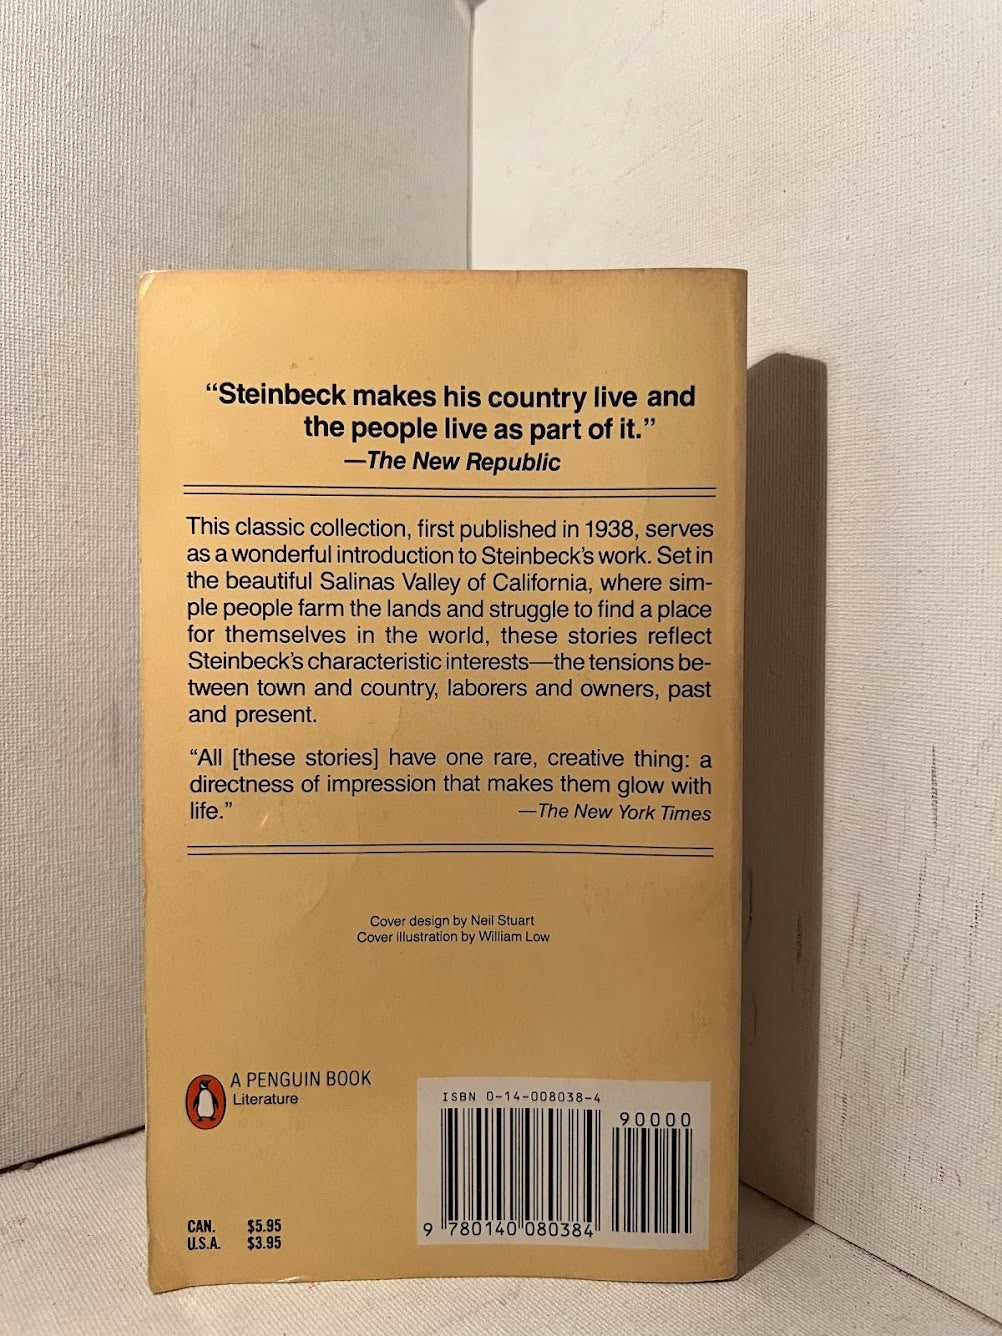 “Steinbeck makes his country live and
the people live as part of it.”
—The New Republic
This classic collection, first published in 1938, serves
as a wonderful introduction to Steinbeck’s work. Set in
the beautiful Salinas Valley of California, where sim-
ple people farm the lands and struggle to find a place
for themselves in the world, these stories reflect
Steinbeck’s characteristic interests—the tensions be-
tween town and country, laborers and owners, past
and present.
“All [these stories] have one rare, creative thing: a
directness of impression that makes them glow with
life.” —The New York Times
Cover design by Neil Stuart
Cover illustration by William Low
A PENGUIN BOOK
Literature
ISBN 0-14-008038-4
90000
9 780140 080384
CAN. $5.95
U.S.A. $3.95